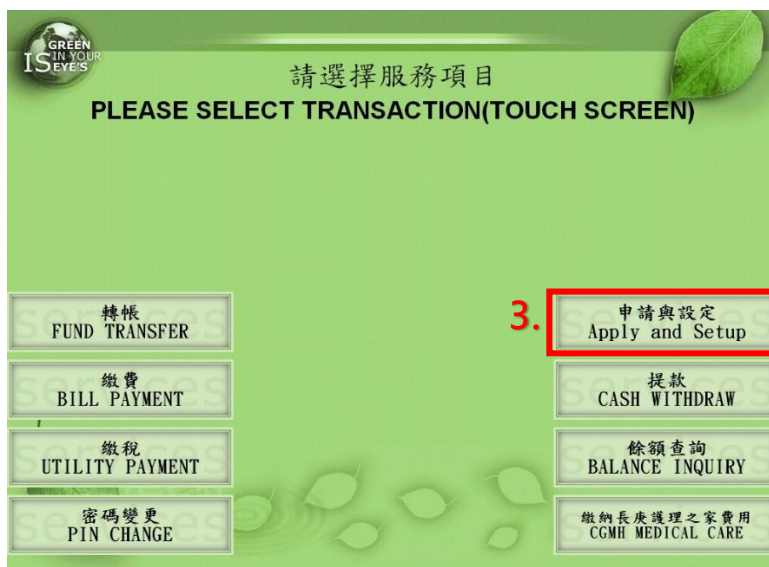 GREEN
IS IN YOUR
EYE'S
請選擇服務項目
PLEASE SELECT TRANSACTION(TOUCH SCREEN)
轉帳
FUND TRANSFER
3.
申請與設定
Apply and Setup
繳費
BILL PAYMENT
提款
CASH WITHDRAW
繳稅
UTILITY PAYMENT
餘額查詢
BALANCE INQUIRY
密碼變更
PIN CHANGE
繳納長庚護理之家費用
CGMH MEDICAL CARE